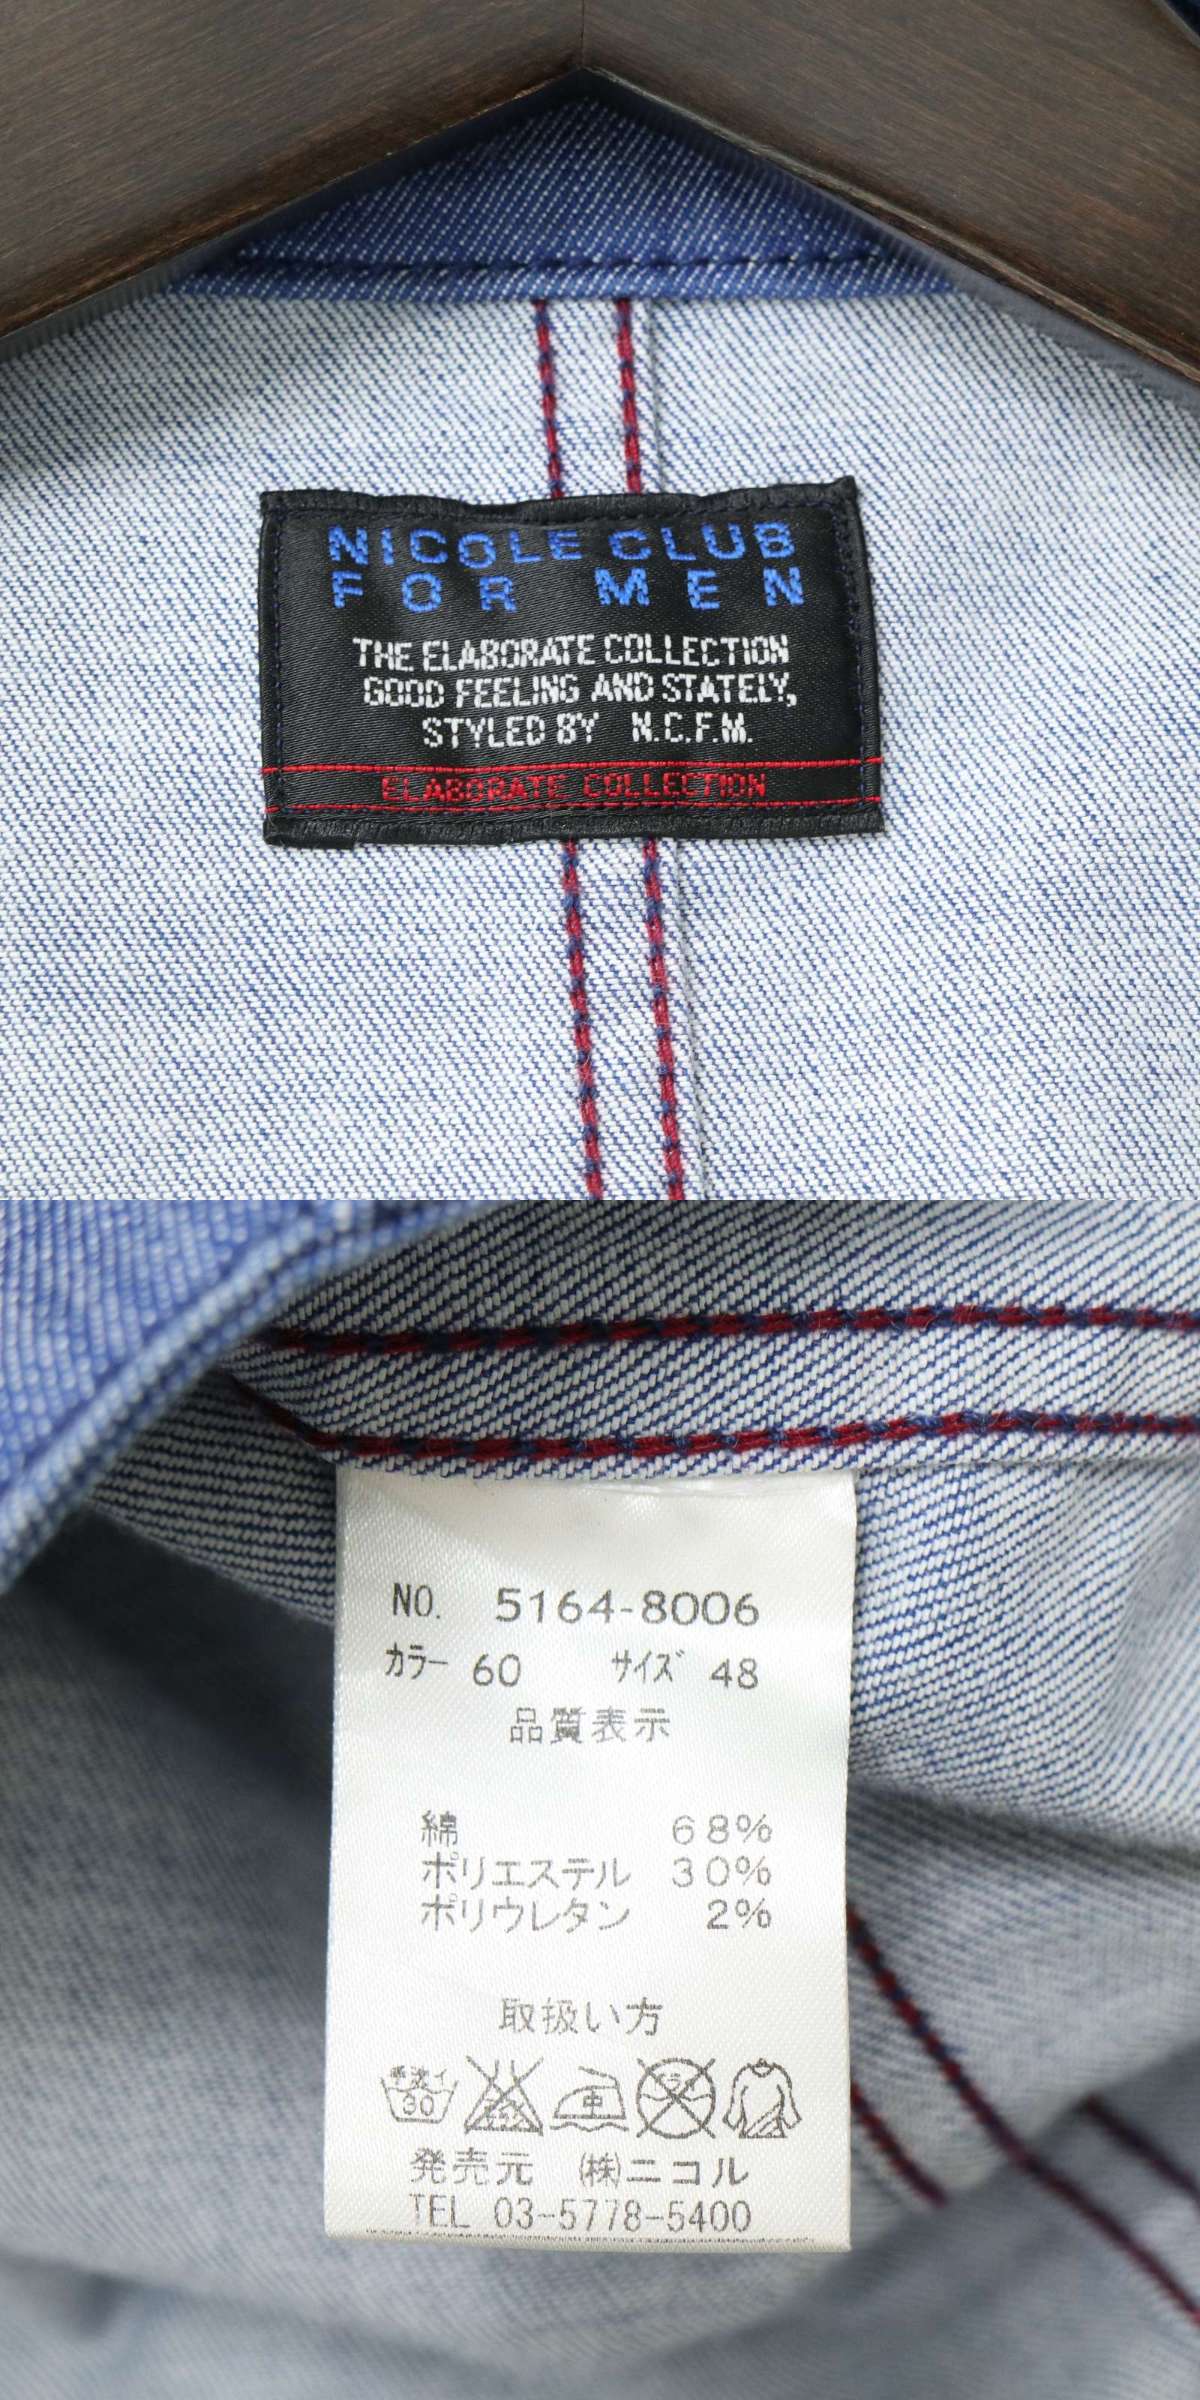 NICOLE CLUB
FOR MEN
THE ELABORATE COLLECTION
GOOD FEELING AND STATELY,
STYLED BY N.C.F.M.
ELABORATE COLLECTION
NO. 5164-8006
カラー 60 サイズ 48
品質表示
綿 68%
ポリエステル 30%
ポリウレタン 2%
取扱い方
30 中
発売元 ㈱ニコル
TEL 03-5778-5400